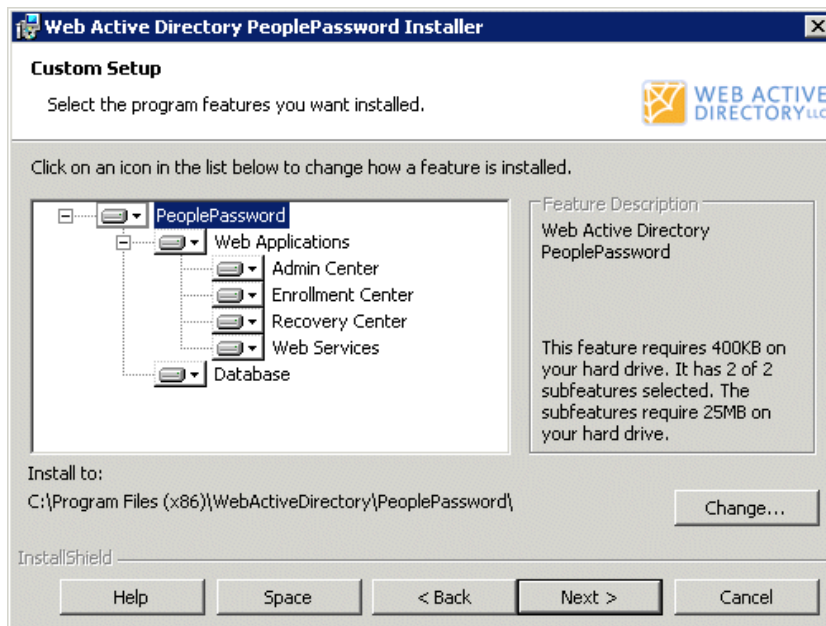 Web Active Directory PeoplePassword Installer
Custom Setup
Select the program features you want installed.
WEB ACTIVE
DIRECTORY LLC
Click on an icon in the list below to change how a feature is installed.
PeoplePassword
Web Applications
Admin Center
Enrollment Center
Recovery Center
Web Services
Database
Feature Description
Web Active Directory
PeoplePassword
This feature requires 400KB on
your hard drive. It has 2 of 2
subfeatures selected. The
subfeatures require 25MB on
your hard drive.
Install to:
C:\Program Files (x86)\WebActiveDirectory\PeoplePassword\
Change...
InstallShield
Help
Space
< Back
Next >
Cancel